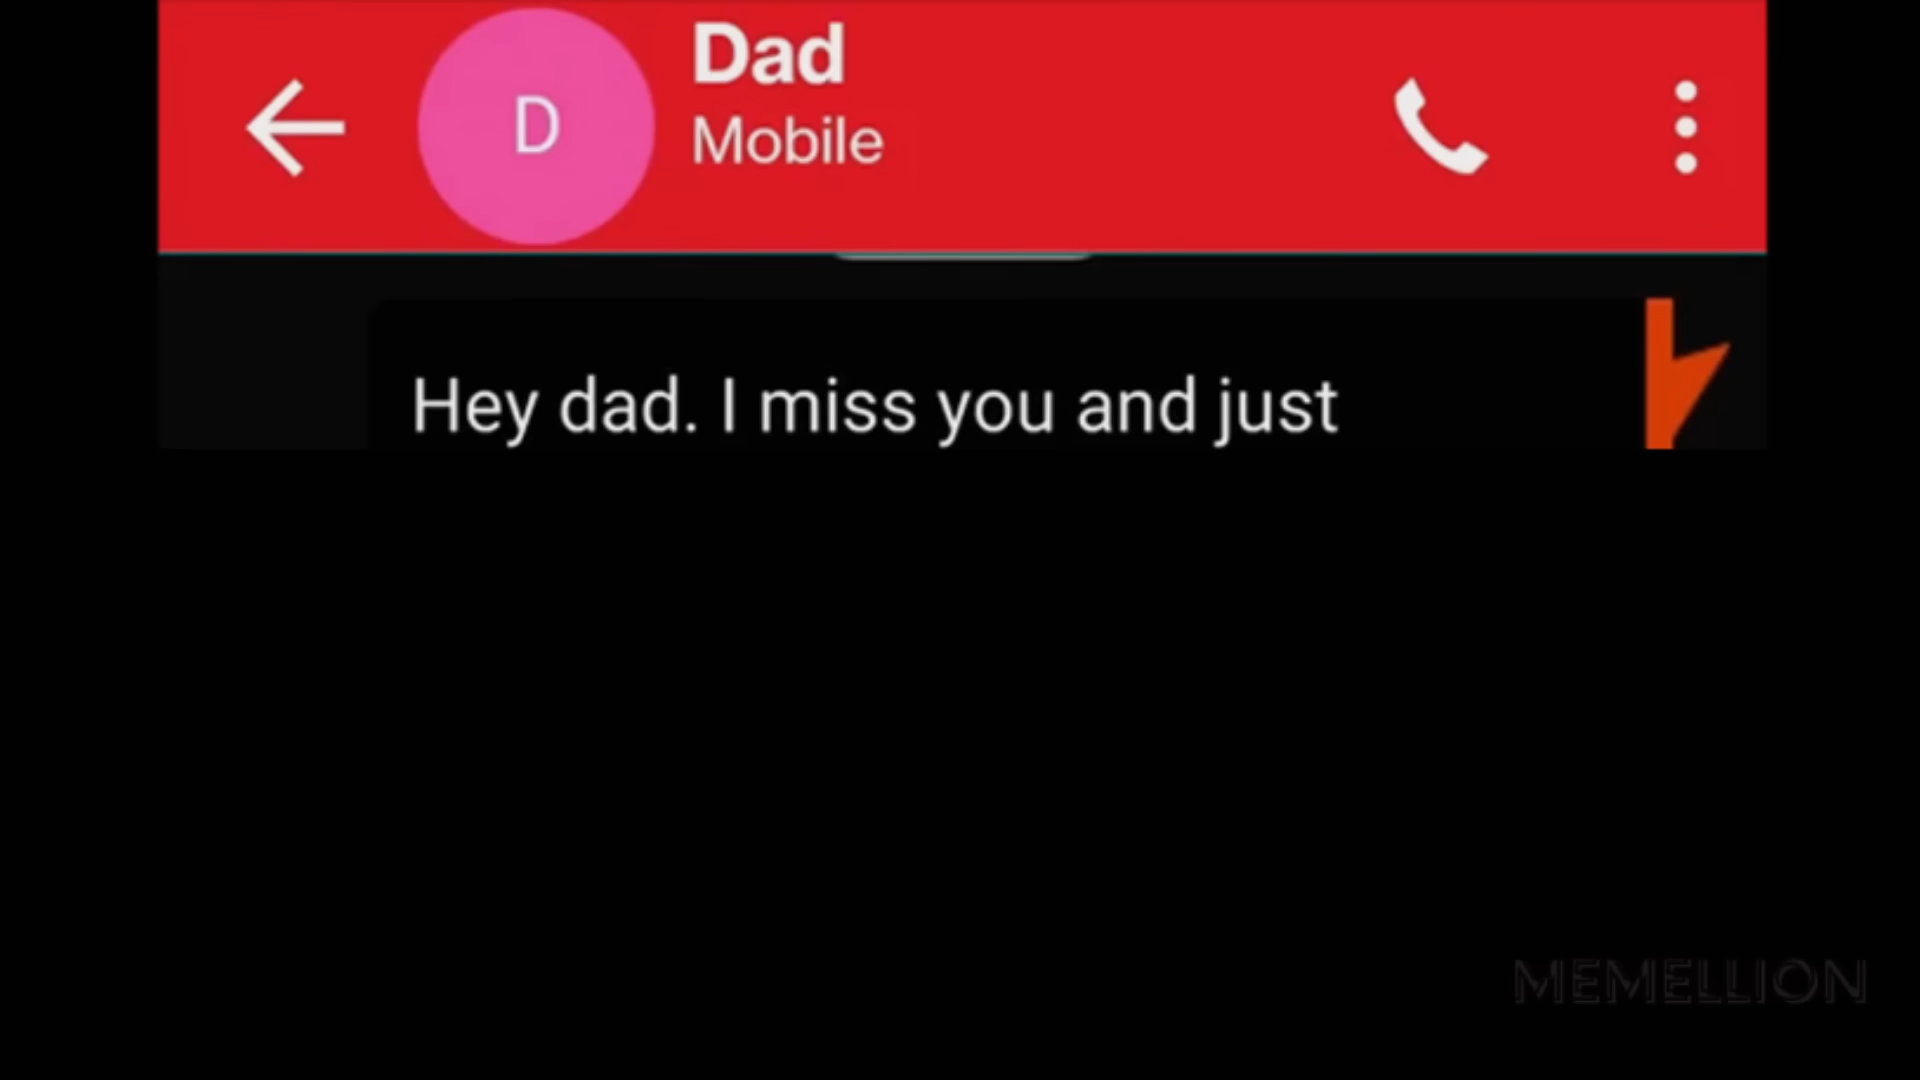 D
Dad
Mobile
Hey dad. I miss you and just
MEMELLION